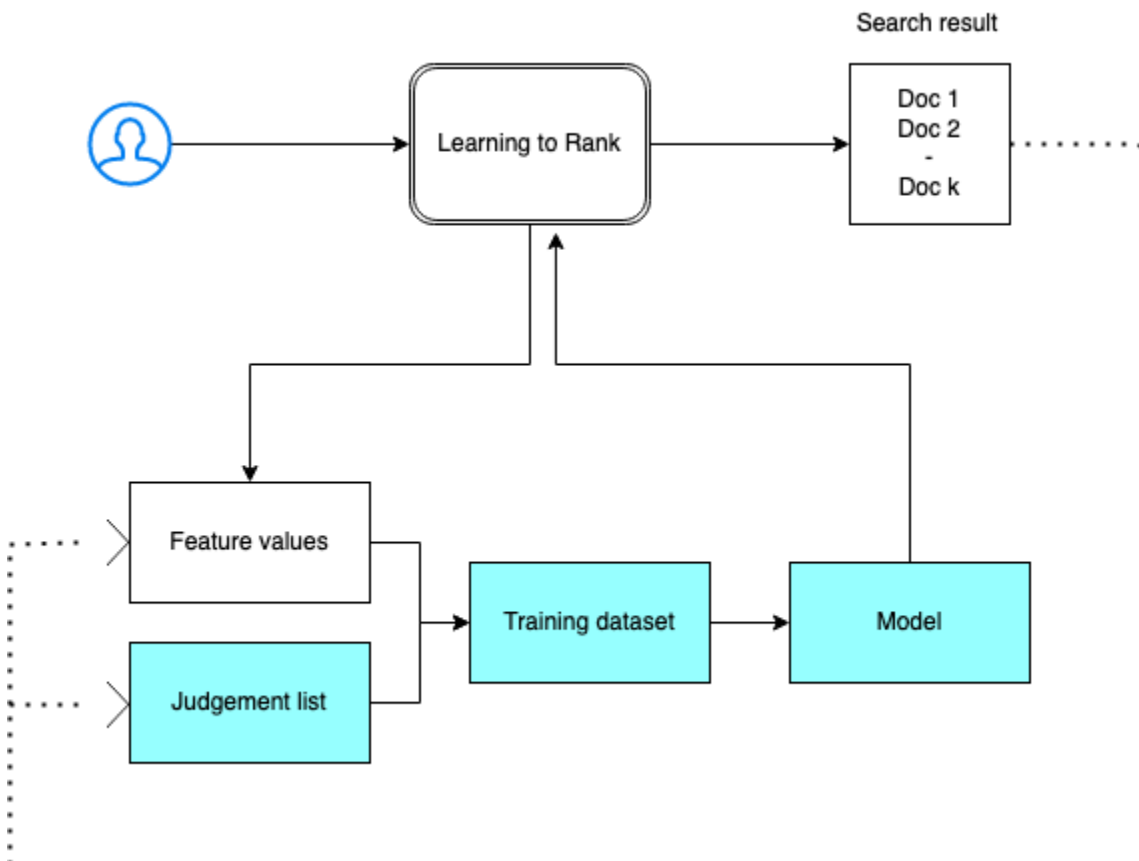 Search result
Learning to Rank
Doc 1
Doc 2
-
Doc k
Feature values
Training dataset
Model
Judgement list